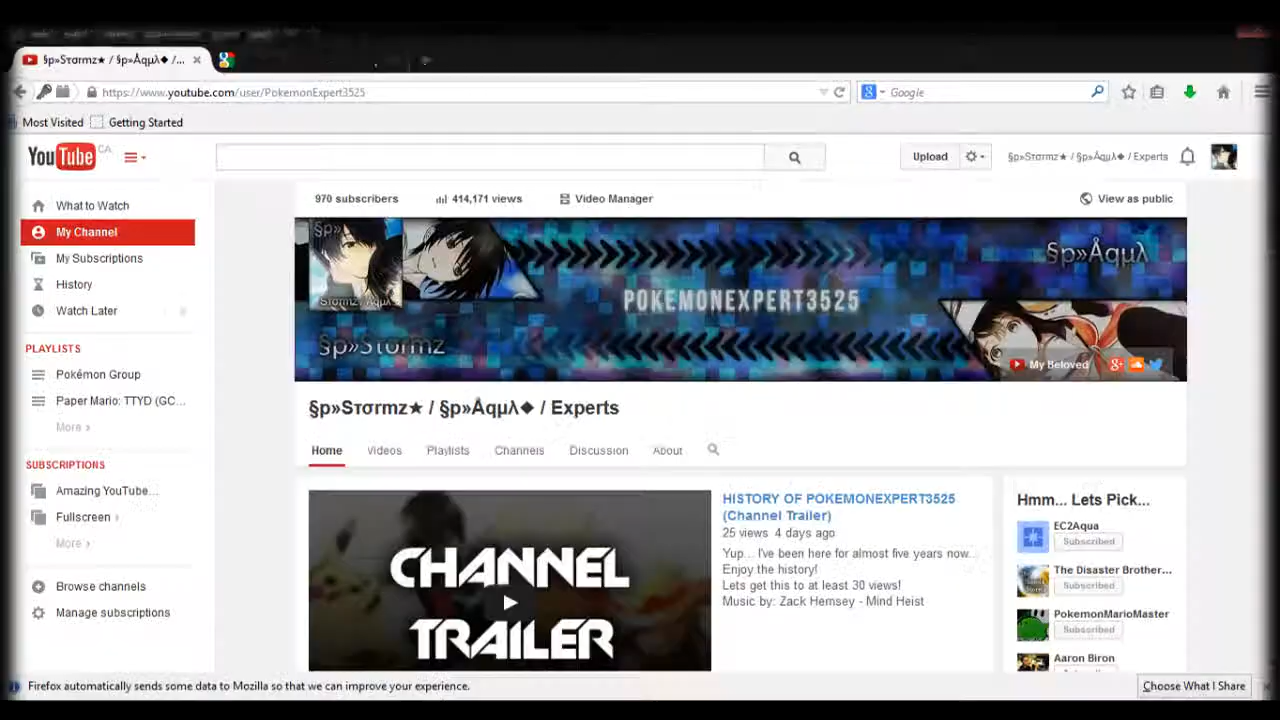 §p»Sτσrmz★ / §p»Åqμλ◆ /...
https://www.youtube.com/user/PokemonExpert3525
Google
Most Visited
Getting Started
YouTube CA
Upload
§p»Sτσrmz★ / §p»Åqμλ◆ / Experts
What to Watch
My Channel
My Subscriptions
History
Watch Later
PLAYLISTS
Pokémon Group
Paper Mario: TTYD (GC...
More ›
SUBSCRIPTIONS
Amazing YouTube...
Fullscreen ›
More ›
Browse channels
Manage subscriptions
970 subscribers
414,171 views
Video Manager
View as public
§p»
§p»Åqμλ
POKEMONEXPERT3525
§p»Sτσrmz
My Beloved
§p»Sτσrmz★ / §p»Åqμλ◆ / Experts
Home
Videos
Playlists
Channels
Discussion
About
CHANNEL
TRAILER
HISTORY OF POKEMONEXPERT3525
(Channel Trailer)
25 views 4 days ago
Yup... I've been here for almost five years now...
Enjoy the history!
Lets get this to at least 30 views!
Music by: Zack Hemsey - Mind Heist
Hmm... Lets Pick...
EC2Aqua
Subscribed
The Disaster Brother...
Subscribed
PokemonMarioMaster
Subscribed
Aaron Biron
Firefox automatically sends some data to Mozilla so that we can improve your experience.
Choose What I Share